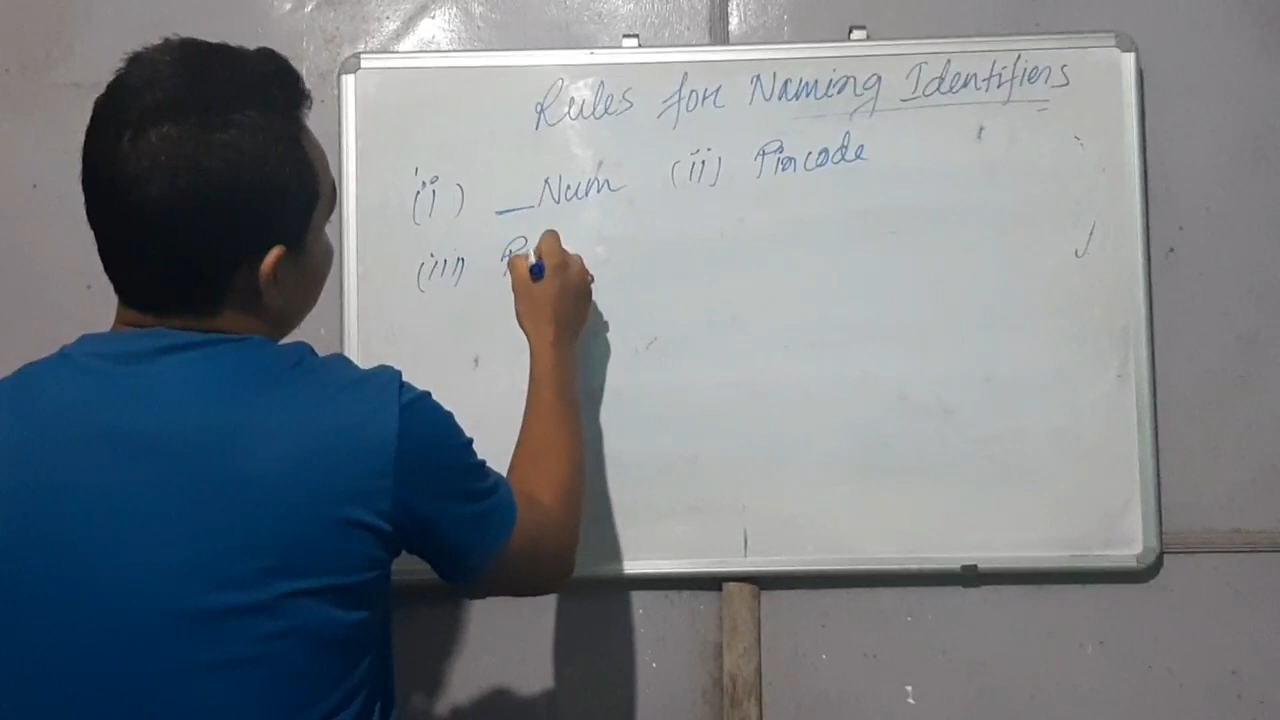 Rules for Naming Identifiers
(i) _Num (ii) Pincode
(iii)